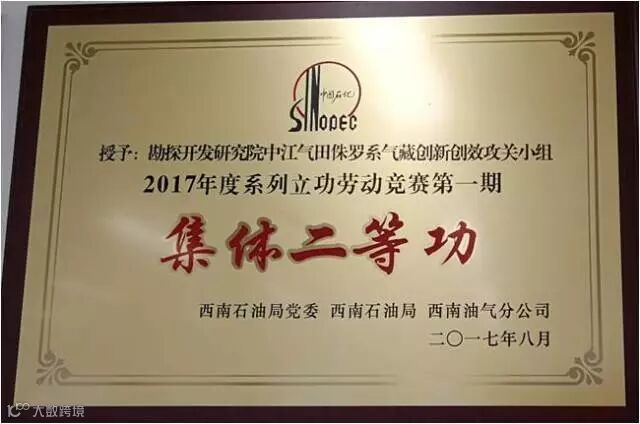 中国石化
SINOPEC
授予：勘探开发研究院中江气田侏罗系气藏创新创效攻关小组
2017年度系列立功劳动竞赛第一期
集体二等功
西南石油局党委 西南石油局 西南油气分公司
二〇一七年八月
大数跨境